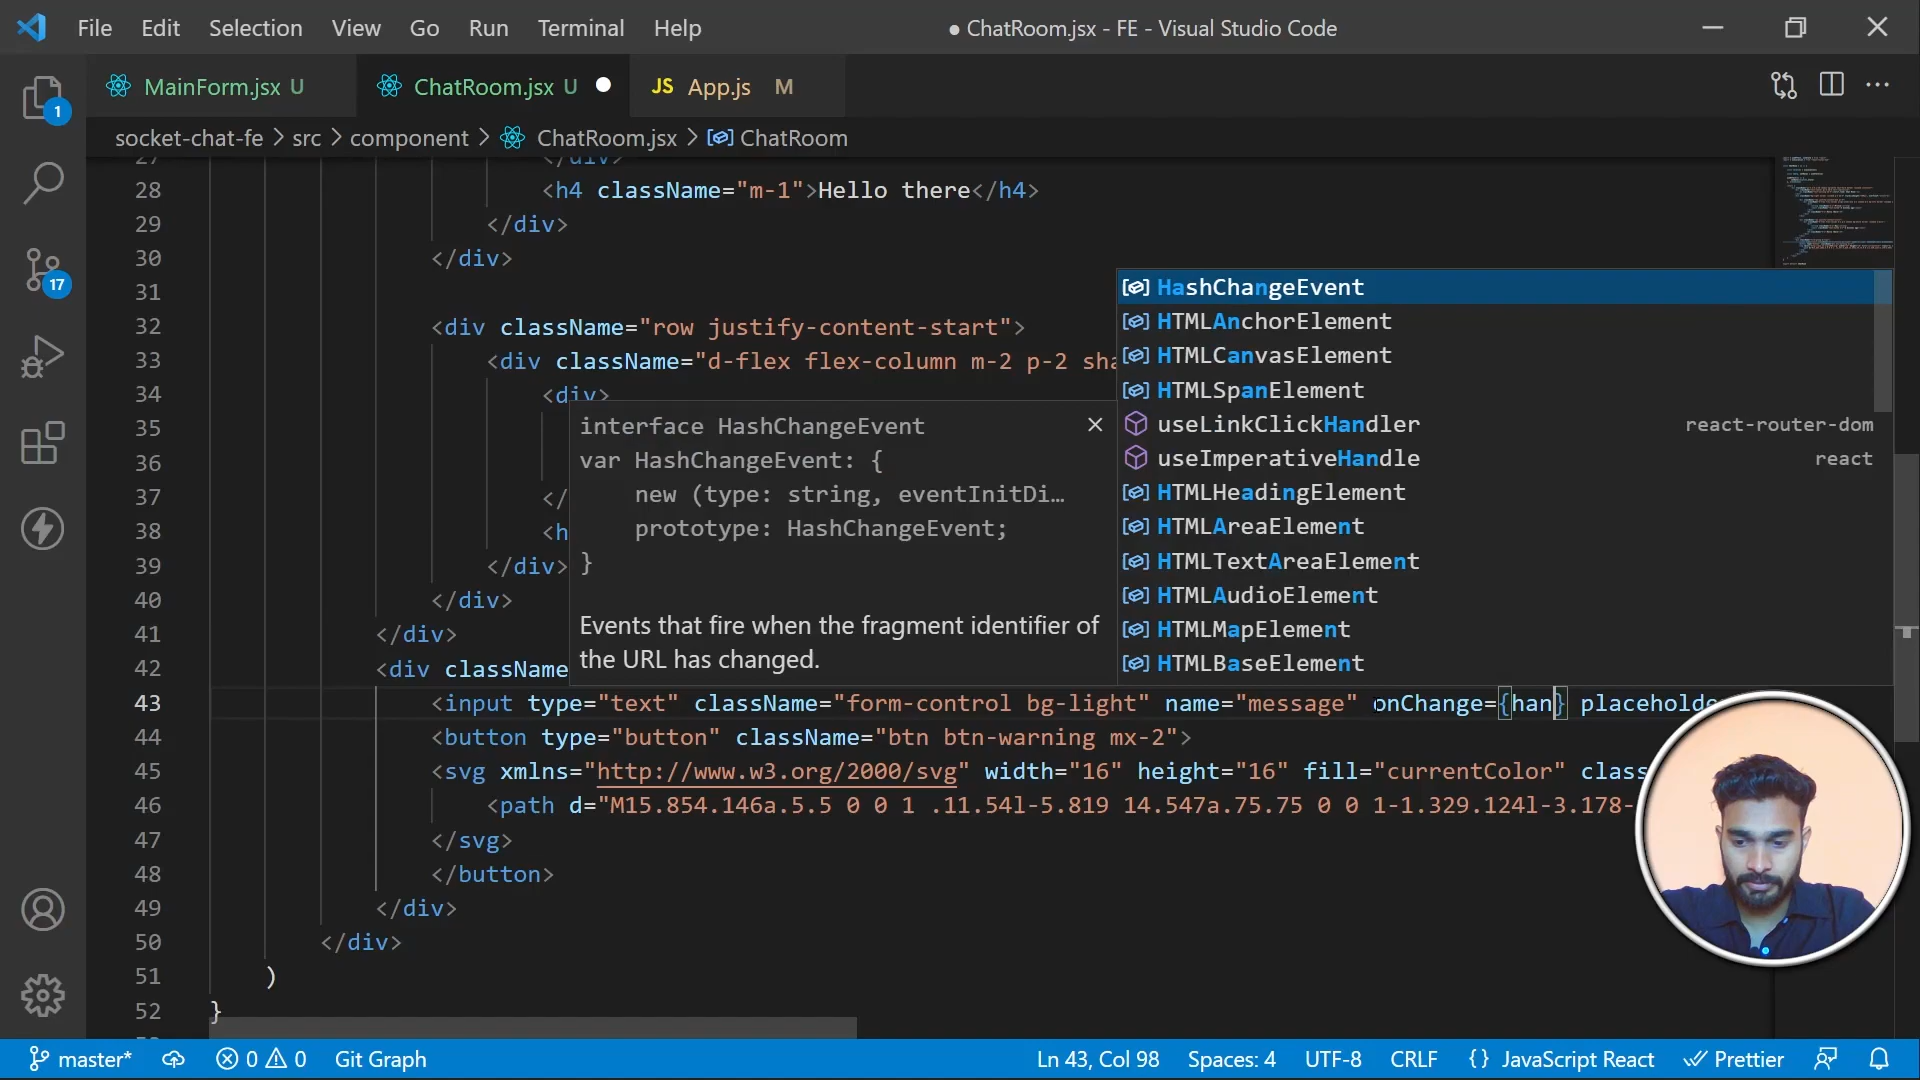 File Edit Selection View Go Run Terminal Help
● ChatRoom.jsx - FE - Visual Studio Code
MainForm.jsx U
ChatRoom.jsx U
JS App.js M
1
socket-chat-fe > src > component > ChatRoom.jsx > ChatRoom
27 </div>
28 <h4 className="m-1">Hello there</h4>
29 </div>
30 </div>
31
32 <div className="row justify-content-start">
33 <div className="d-flex flex-column m-2 p-2 sha
34 <div>
35
36
37 </
38 <h
39 </div>
40 </div>
41 </div>
42 <div className
43 <input type="text" className="form-control bg-light" name="message" onChange={han} placeholde
44 <button type="button" className="btn btn-warning mx-2">
45 <svg xmlns="http://www.w3.org/2000/svg" width="16" height="16" fill="currentColor" class
46 <path d="M15.854.146a.5.5 0 0 1 .11.54l-5.819 14.547a.75.75 0 0 1-1.329.124l-3.178-
47 </svg>
48 </button>
49 </div>
50 </div>
51 )
52 }
HashChangeEvent
HTMLAnchorElement
HTMLCanvasElement
HTMLSpanElement
useLinkClickHandler react-router-dom
useImperativeHandle react
HTMLHeadingElement
HTMLAreaElement
HTMLTextAreaElement
HTMLAudioElement
HTMLMapElement
HTMLBaseElement
interface HashChangeEvent
var HashChangeEvent: {
new (type: string, eventInitDi…
prototype: HashChangeEvent;
}
Events that fire when the fragment identifier of
the URL has changed.
17
master* 0 0 Git Graph
Ln 43, Col 98 Spaces: 4 UTF-8 CRLF {} JavaScript React Prettier